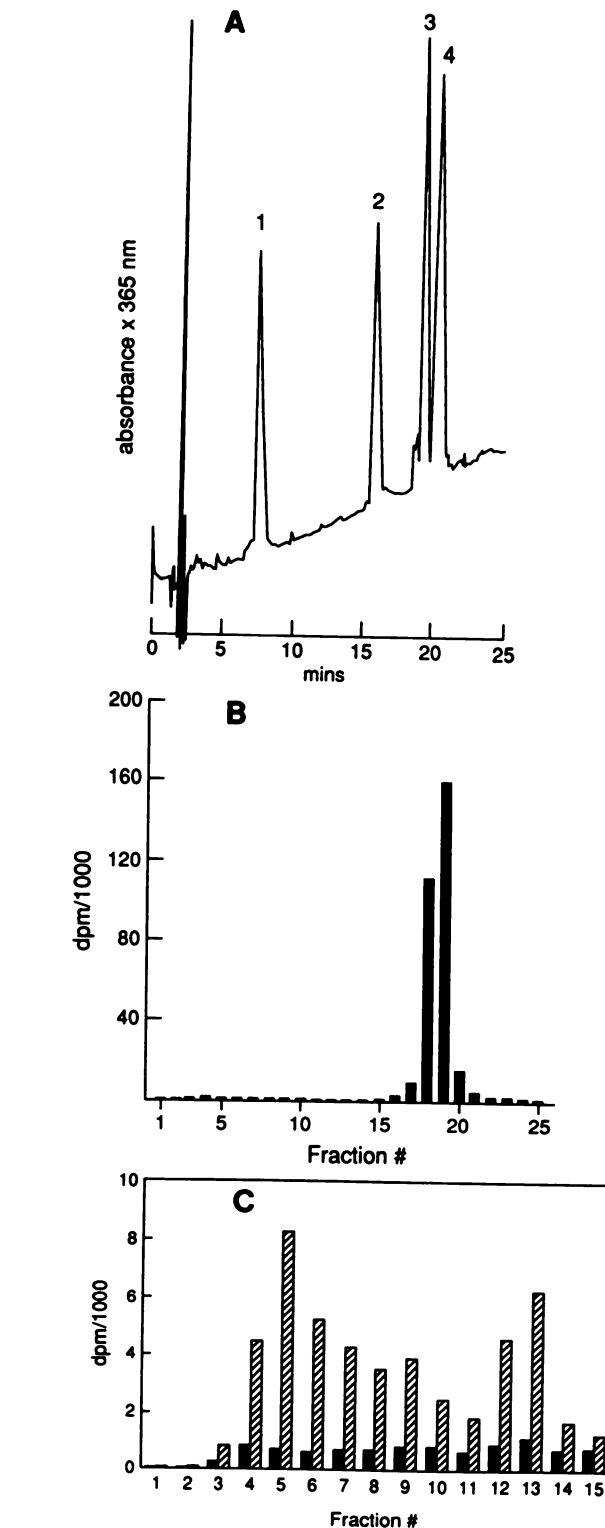 A
3
4
2
1
absorbance x 365 nm
0 5 10 15 20 25
mins
B
200
160
120
80
40
dpm/1000
1 5 10 15 20 25
Fraction #
C
10
8
6
4
2
0
dpm/1000
1 2 3 4 5 6 7 8 9 10 11 12 13 14 15
Fraction #